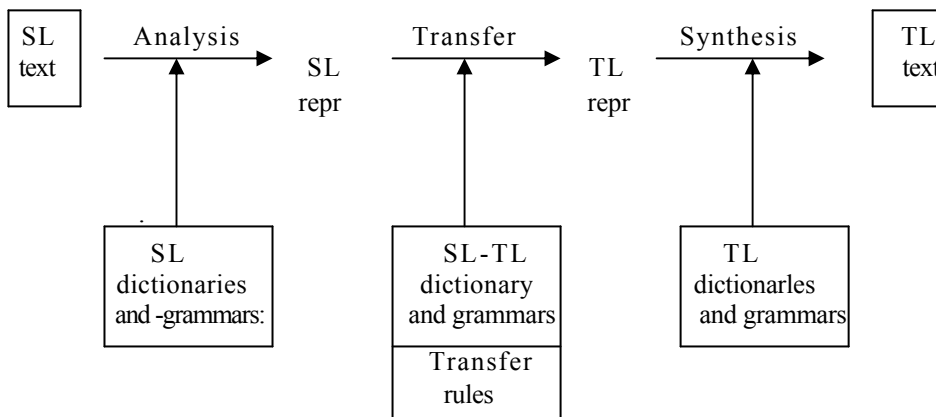 SL
text
Analysis
SL
repr
Transfer
TL
repr
Synthesis
TL
text
SL
dictionaries
and -grammars:
SL-TL
dictionary
and grammars
Transfer
rules
TL
dictionarles
and grammars